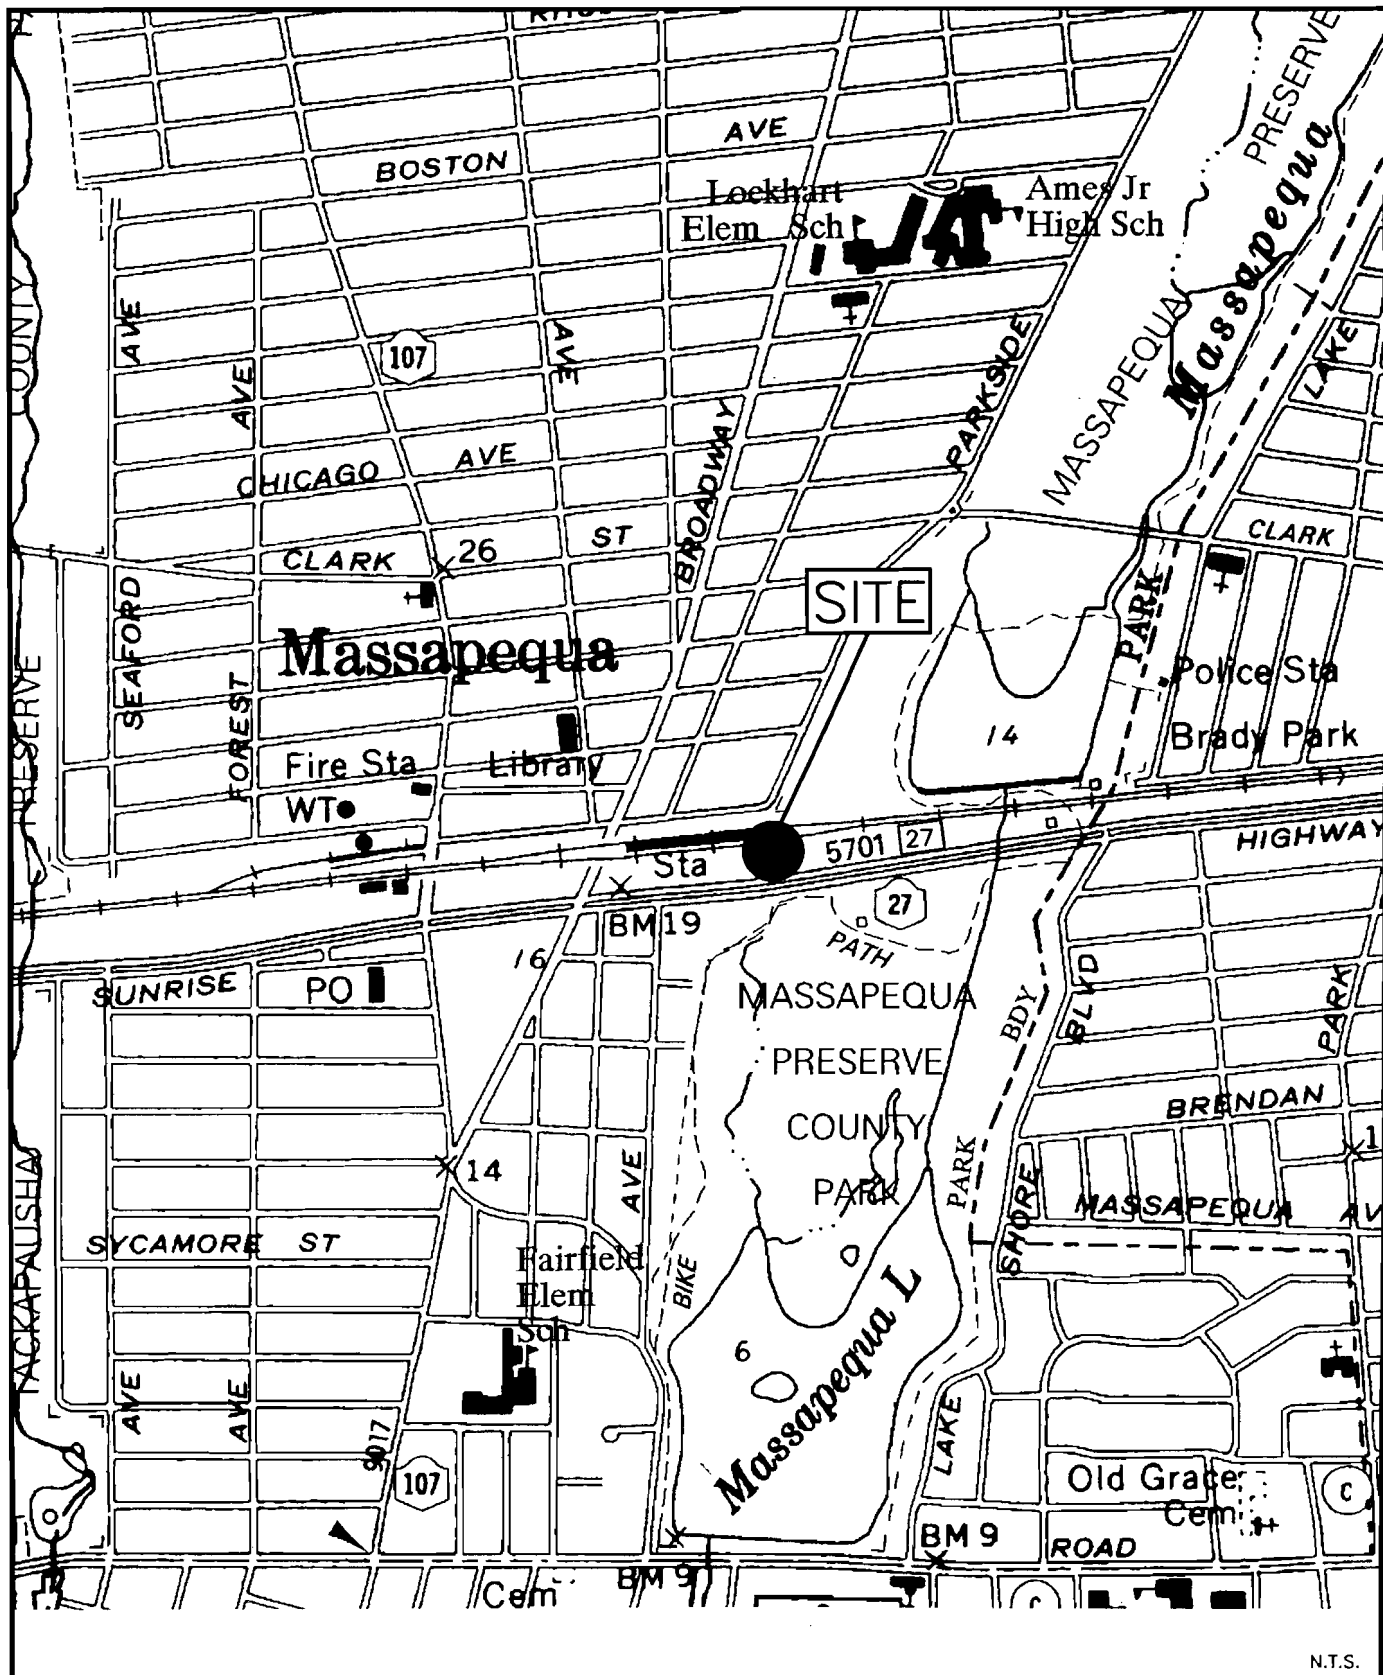 PRESERVE
Massapequa
AVE
BOSTON
Lockhart
Elem Sch
Ames Jr
High Sch
COUNTY
AVE
AVE
107
AVE
MASSAPEQUA
PARKSIDE
LAKE
BROADWAY
CHICAGO AVE
CLARK ST
26
CLARK
SITE
SEAFORD
Massapequa
PARK
Police Sta
PRESERVE
FOREST
14
Brady Park
Fire Sta
Library
WT
Sta
5701 27
HIGHWAY
BM 19
27
PATH
16
SUNRISE
PO
MASSAPEQUA
PRESERVE
COUNTY
PARK
BDY
BLVD
PARK
BRENDAN
14
AVE
PARK
SHORE
MASSAPEQUA AV
1
SYCAMORE ST
TACKAPAUSHA
Fairfield
Elem
Sch
BIKE
6
Massapequa L
AVE
AVE
9017
107
LAKE
Old Grace
Cem
C
BM 9
ROAD
BM 9
Cem
N.T.S.